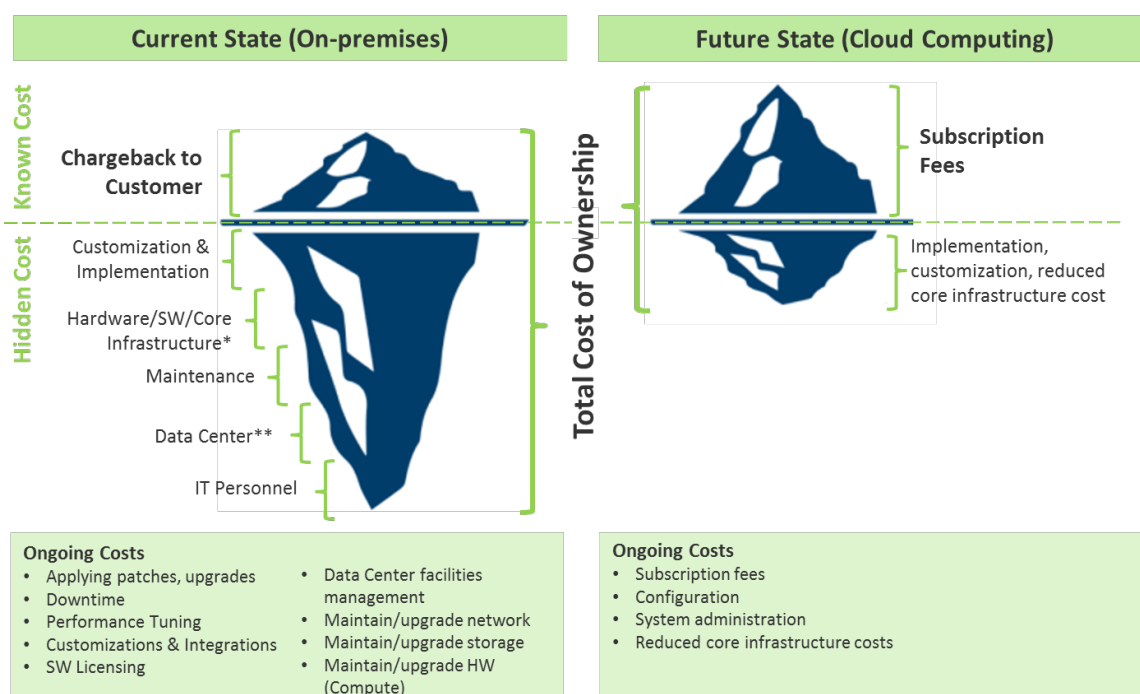 Current State (On-premises)
Future State (Cloud Computing)
Known Cost
Hidden Cost
Chargeback to
Customer
Customization &
Implementation
Hardware/SW/Core
Infrastructure*
Maintenance
Data Center**
IT Personnel
Total Cost of Ownership
Subscription
Fees
Implementation,
customization, reduced
core infrastructure cost
Ongoing Costs
• Applying patches, upgrades
• Downtime
• Performance Tuning
• Customizations & Integrations
• SW Licensing
• Data Center facilities
management
• Maintain/upgrade network
• Maintain/upgrade storage
• Maintain/upgrade HW
(Compute)
Ongoing Costs
• Subscription fees
• Configuration
• System administration
• Reduced core infrastructure costs